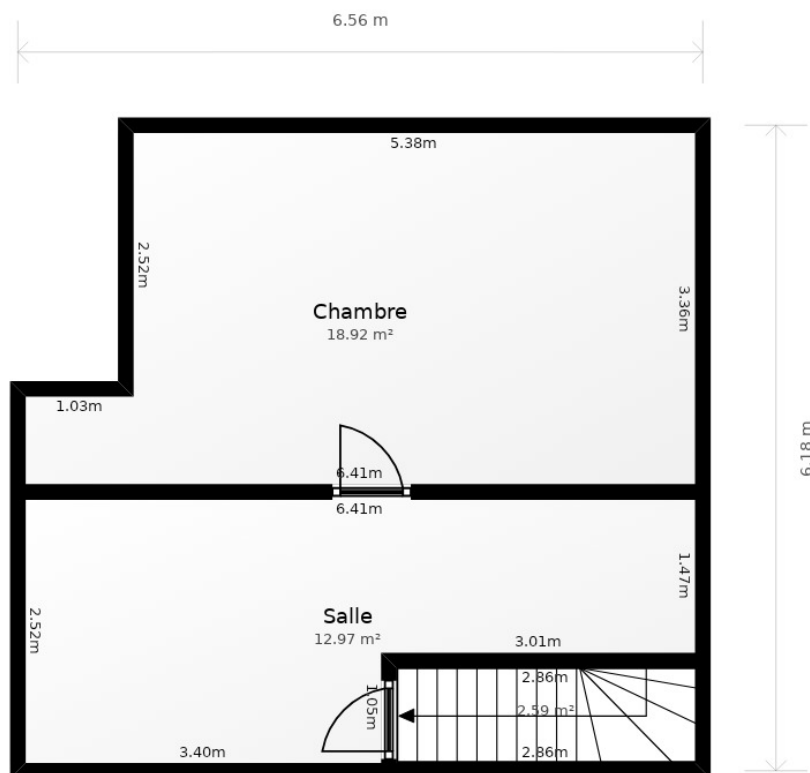 6.56 m
5.38m
2.52m
3.36m
Chambre
18.92 m²
1.03m
6.18 m
6.41m
6.41m
1.47m
2.52m
Salle
12.97 m²
3.01m
2.86m
1.05m
2.59 m²
3.40m
2.86m